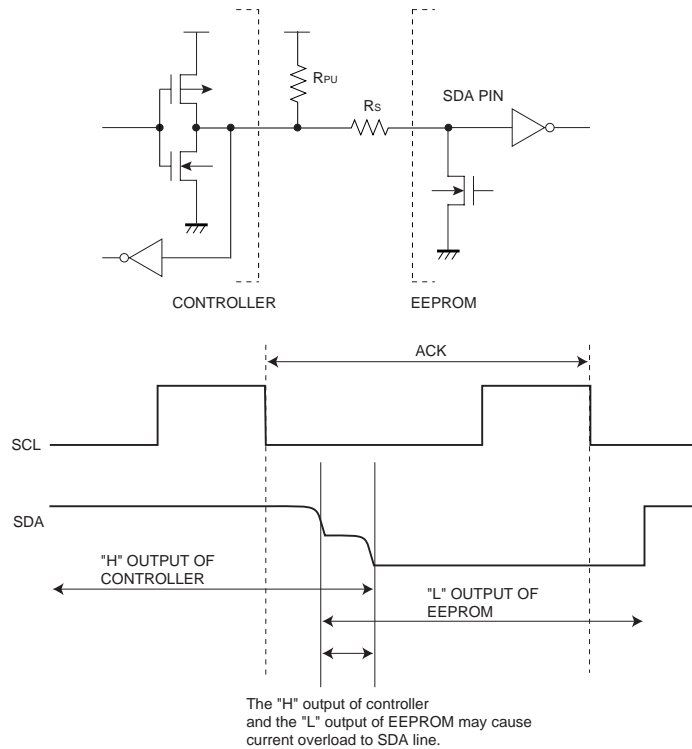 RPU
RS
SDA PIN
CONTROLLER
EEPROM
ACK
SCL
SDA
"H" OUTPUT OF
CONTROLLER
"L" OUTPUT OF
EEPROM
The "H" output of controller
and the "L" output of EEPROM may cause
current overload to SDA line.